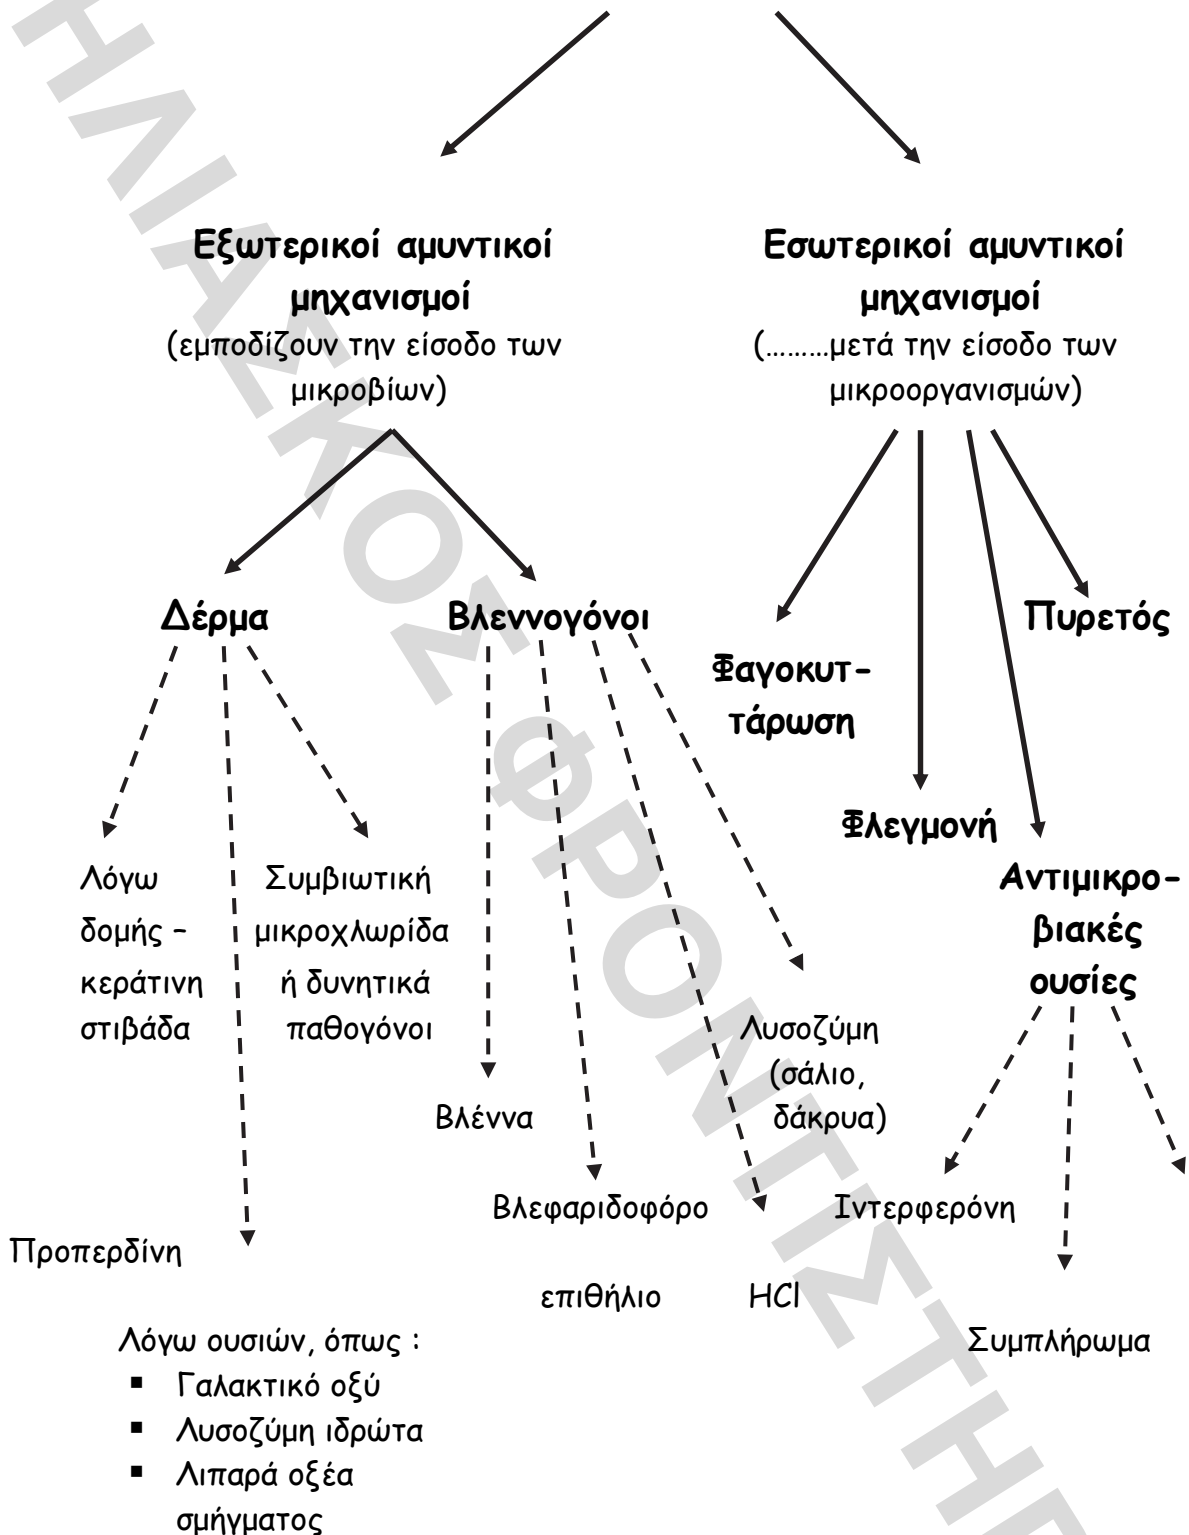 Εξωτερικοί αμυντικοί
μηχανισμοί
(εμποδίζουν την είσοδο των
μικροβίων)
Εσωτερικοί αμυντικοί
μηχανισμοί
(.........μετά την είσοδο των
μικροοργανισμών)
Δέρμα
Βλεννογόνοι
Φαγοκυτ-
τάρωση
Πυρετός
Φλεγμονή
Αντιμικρο-
βιακές
ουσίες
Λόγω
δομής –
κεράτινη
στιβάδα
Συμβιωτική
μικροχλωρίδα
ή δυνητικά
παθογόνοι
Λυσοζύμη
(σάλιο,
δάκρυα)
Βλέννα
Βλεφαριδοφόρο
επιθήλιο
HCl
Ιντερφερόνη
Συμπλήρωμα
Προπερδίνη
Λόγω ουσιών, όπως :
▪ Γαλακτικό οξύ
▪ Λυσοζύμη ιδρώτα
▪ Λιπαρά οξέα
σμήγματος
ΗΛΙΑΣΚΟΣ ΦΡΟΝΤΙΣΤΗΡ